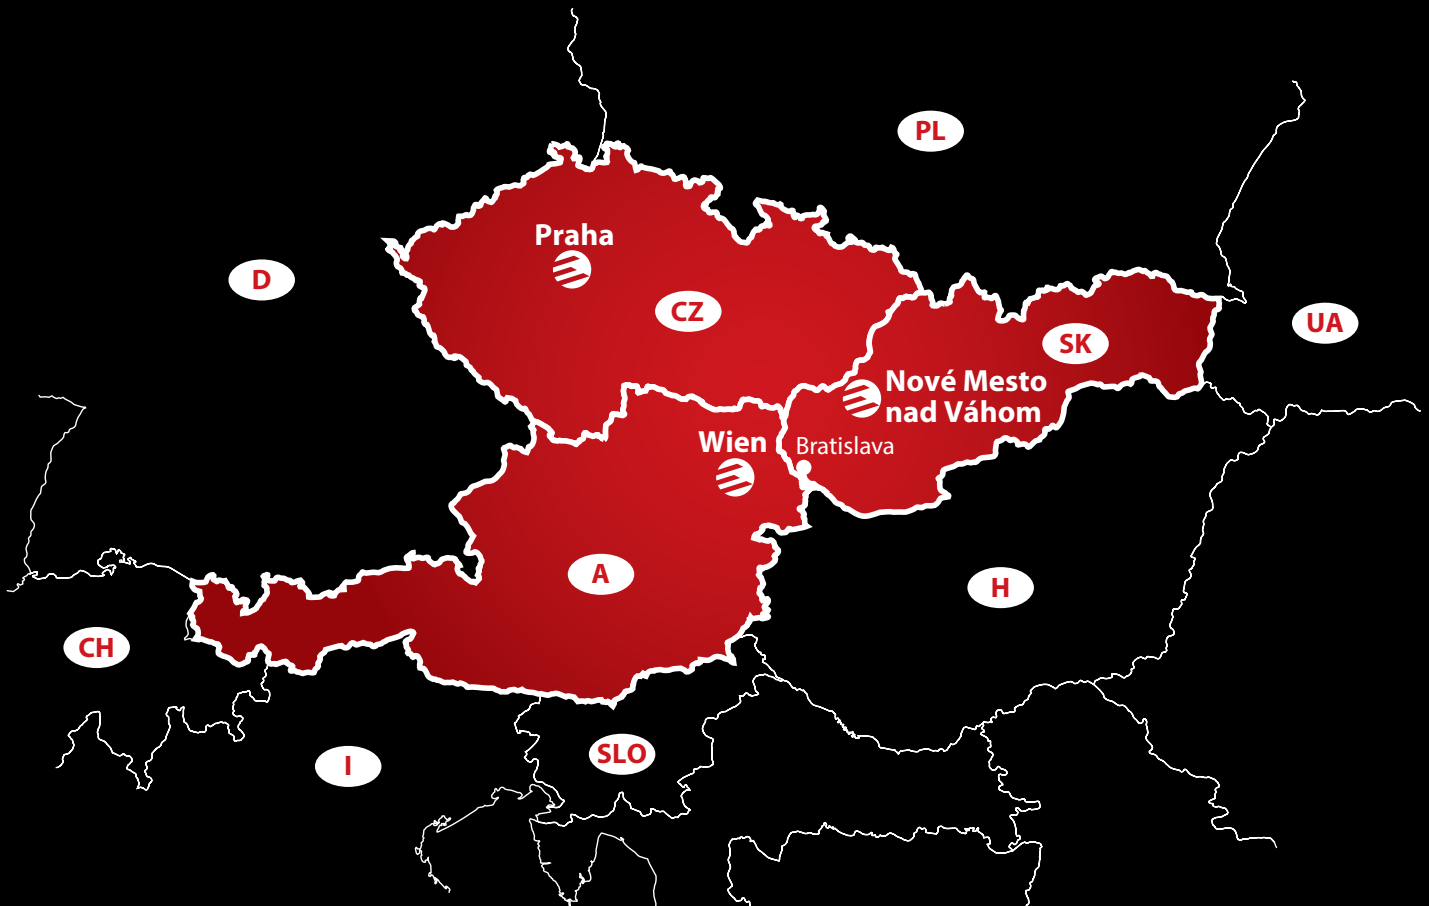 PL
Praha
D
CZ
UA
SK
Nové Mesto
nad Váhom
Wien
Bratislava
A
H
CH
SLO
I